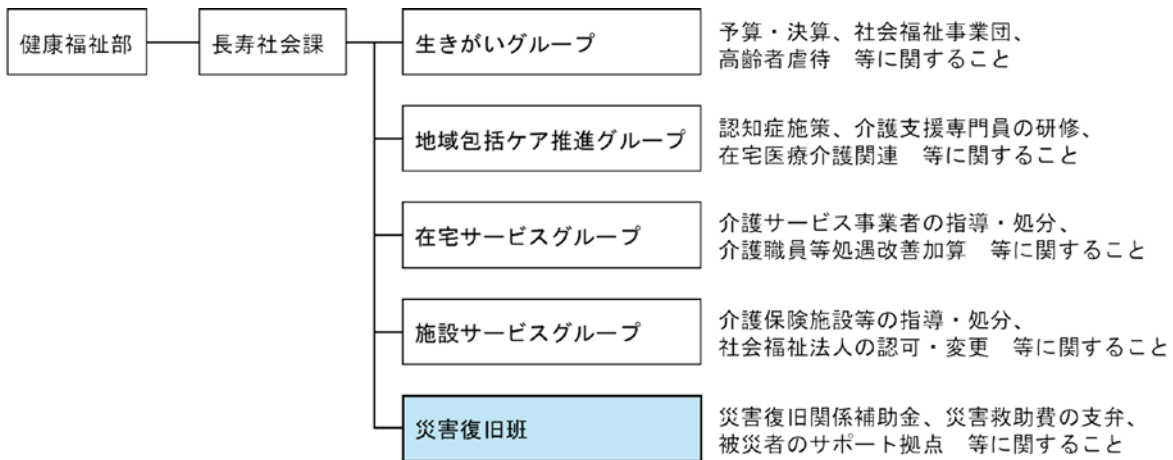 健康福祉部
長寿社会課
生きがいグループ
予算・決算、社会福祉事業団、
高齢者虐待　等に関すること
地域包括ケア推進グループ
認知症施策、介護支援専門員の研修、
在宅医療介護関連　等に関すること
在宅サービスグループ
介護サービス事業者の指導・処分、
介護職員等処遇改善加算　等に関すること
施設サービスグループ
介護保険施設等の指導・処分、
社会福祉法人の認可・変更　等に関すること
災害復旧班
災害復旧関係補助金、災害救助費の支弁、
被災者のサポート拠点　等に関すること